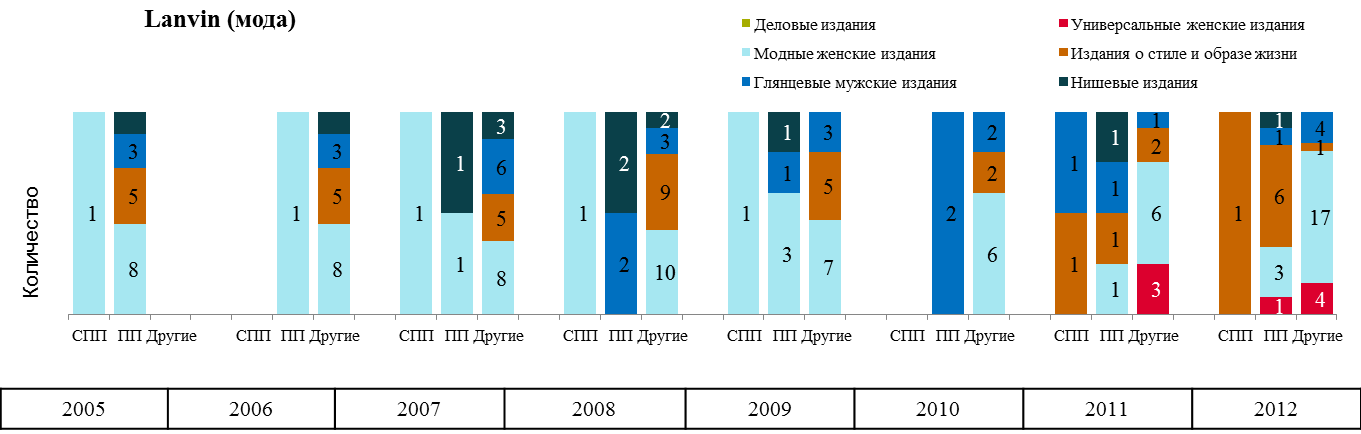 Lanvin (мода)
Деловые издания
Универсальные женские издания
Модные женские издания
Издания о стиле и образе жизни
Глянцевые мужские издания
Нишевые издания
Количество
1 3 5 8
1 3 5 8
1 1 1 3 6 5 8
1 2 2 2 3 9 10
1 1 1 3 3 5 7
2 2 2 6
1 1 1 1 1 1 1 2 6 3
1 1 1 6 3 1 4 1 17 4
СПП ПП Другие
СПП ПП Другие
СПП ПП Другие
СПП ПП Другие
СПП ПП Другие
СПП ПП Другие
СПП ПП Другие
СПП ПП Другие
2005 2006 2007 2008 2009 2010 2011 2012